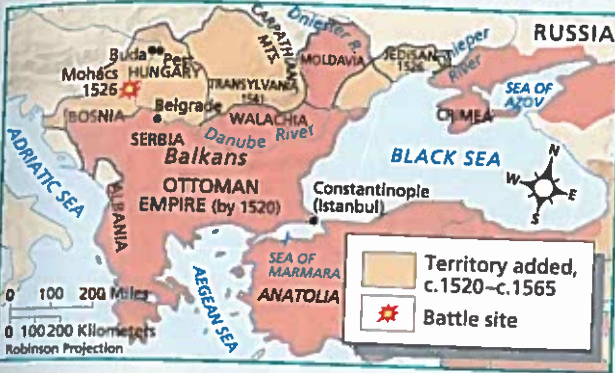 CARPATHIAN
MTS.
Dniester R.
RUSSIA
Buda
Pest
HUNGARY
Mohács
1526
MOLDAVIA
JEDISAN
1526
Dnieper
River
TRANSYLVANIA
1541
SEA OF
AZOV
BOSNIA
Belgrade
WALACHIA
CRIMEA
SERBIA
Danube River
Balkans
BLACK SEA
ADRIATIC SEA
ALBANIA
OTTOMAN
EMPIRE (by 1520)
Constantinople
(Istanbul)
N
W
E
S
SEA OF
MARMARA
ANATOLIA
AEGEAN SEA
0 100 200 Miles
0 100 200 Kilometers
Robinson Projection
Territory added,
c.1520–c.1565
Battle site